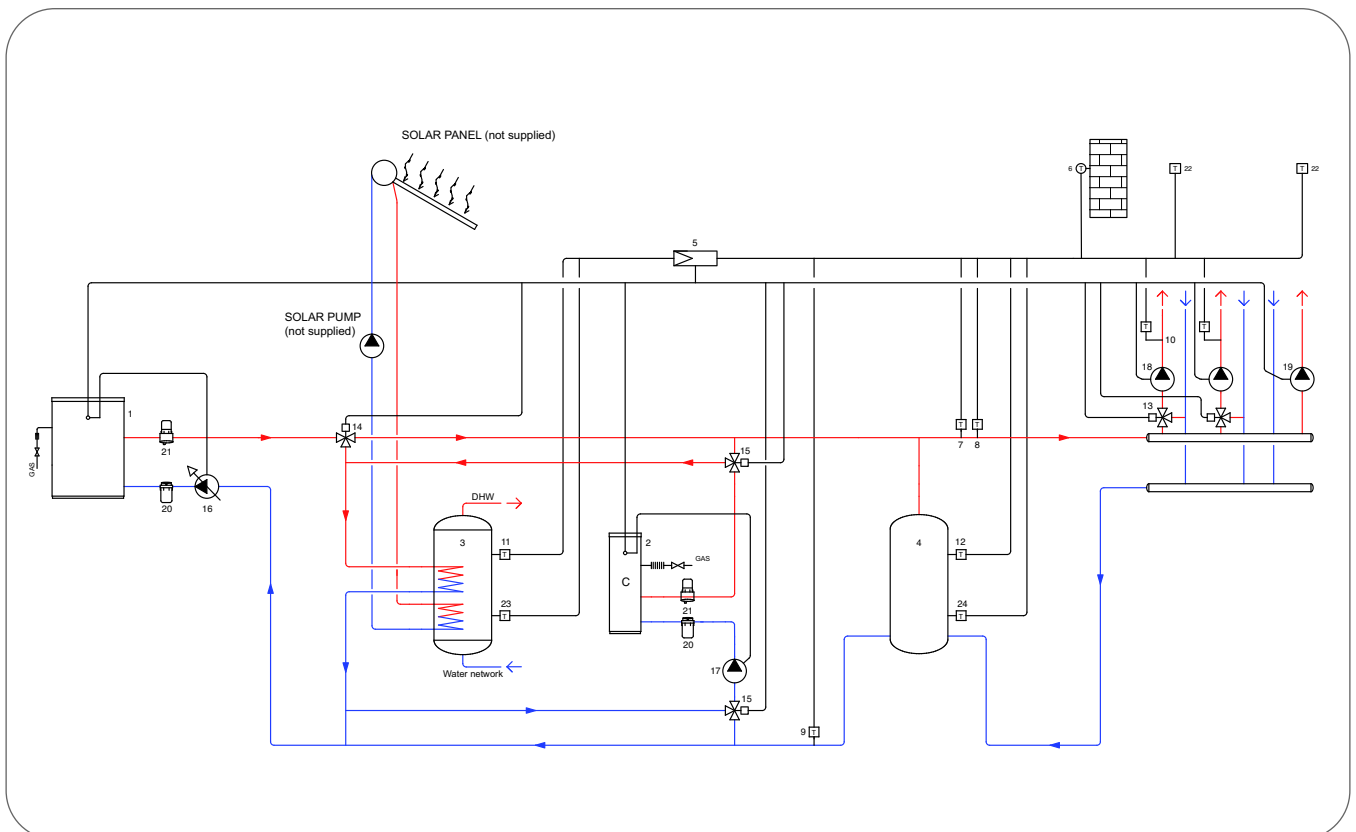 SOLAR PANEL (not supplied)
6
T
T
22
T
22
5
SOLAR PUMP
(not supplied)
T
T
10
18
19
1
13
14
T
T
7
8
21
GAS
15
20
16
DHW
3
11
T
2
GAS
4
12
T
C
21
23
T
24
T
20
Water network
17
15
9
T